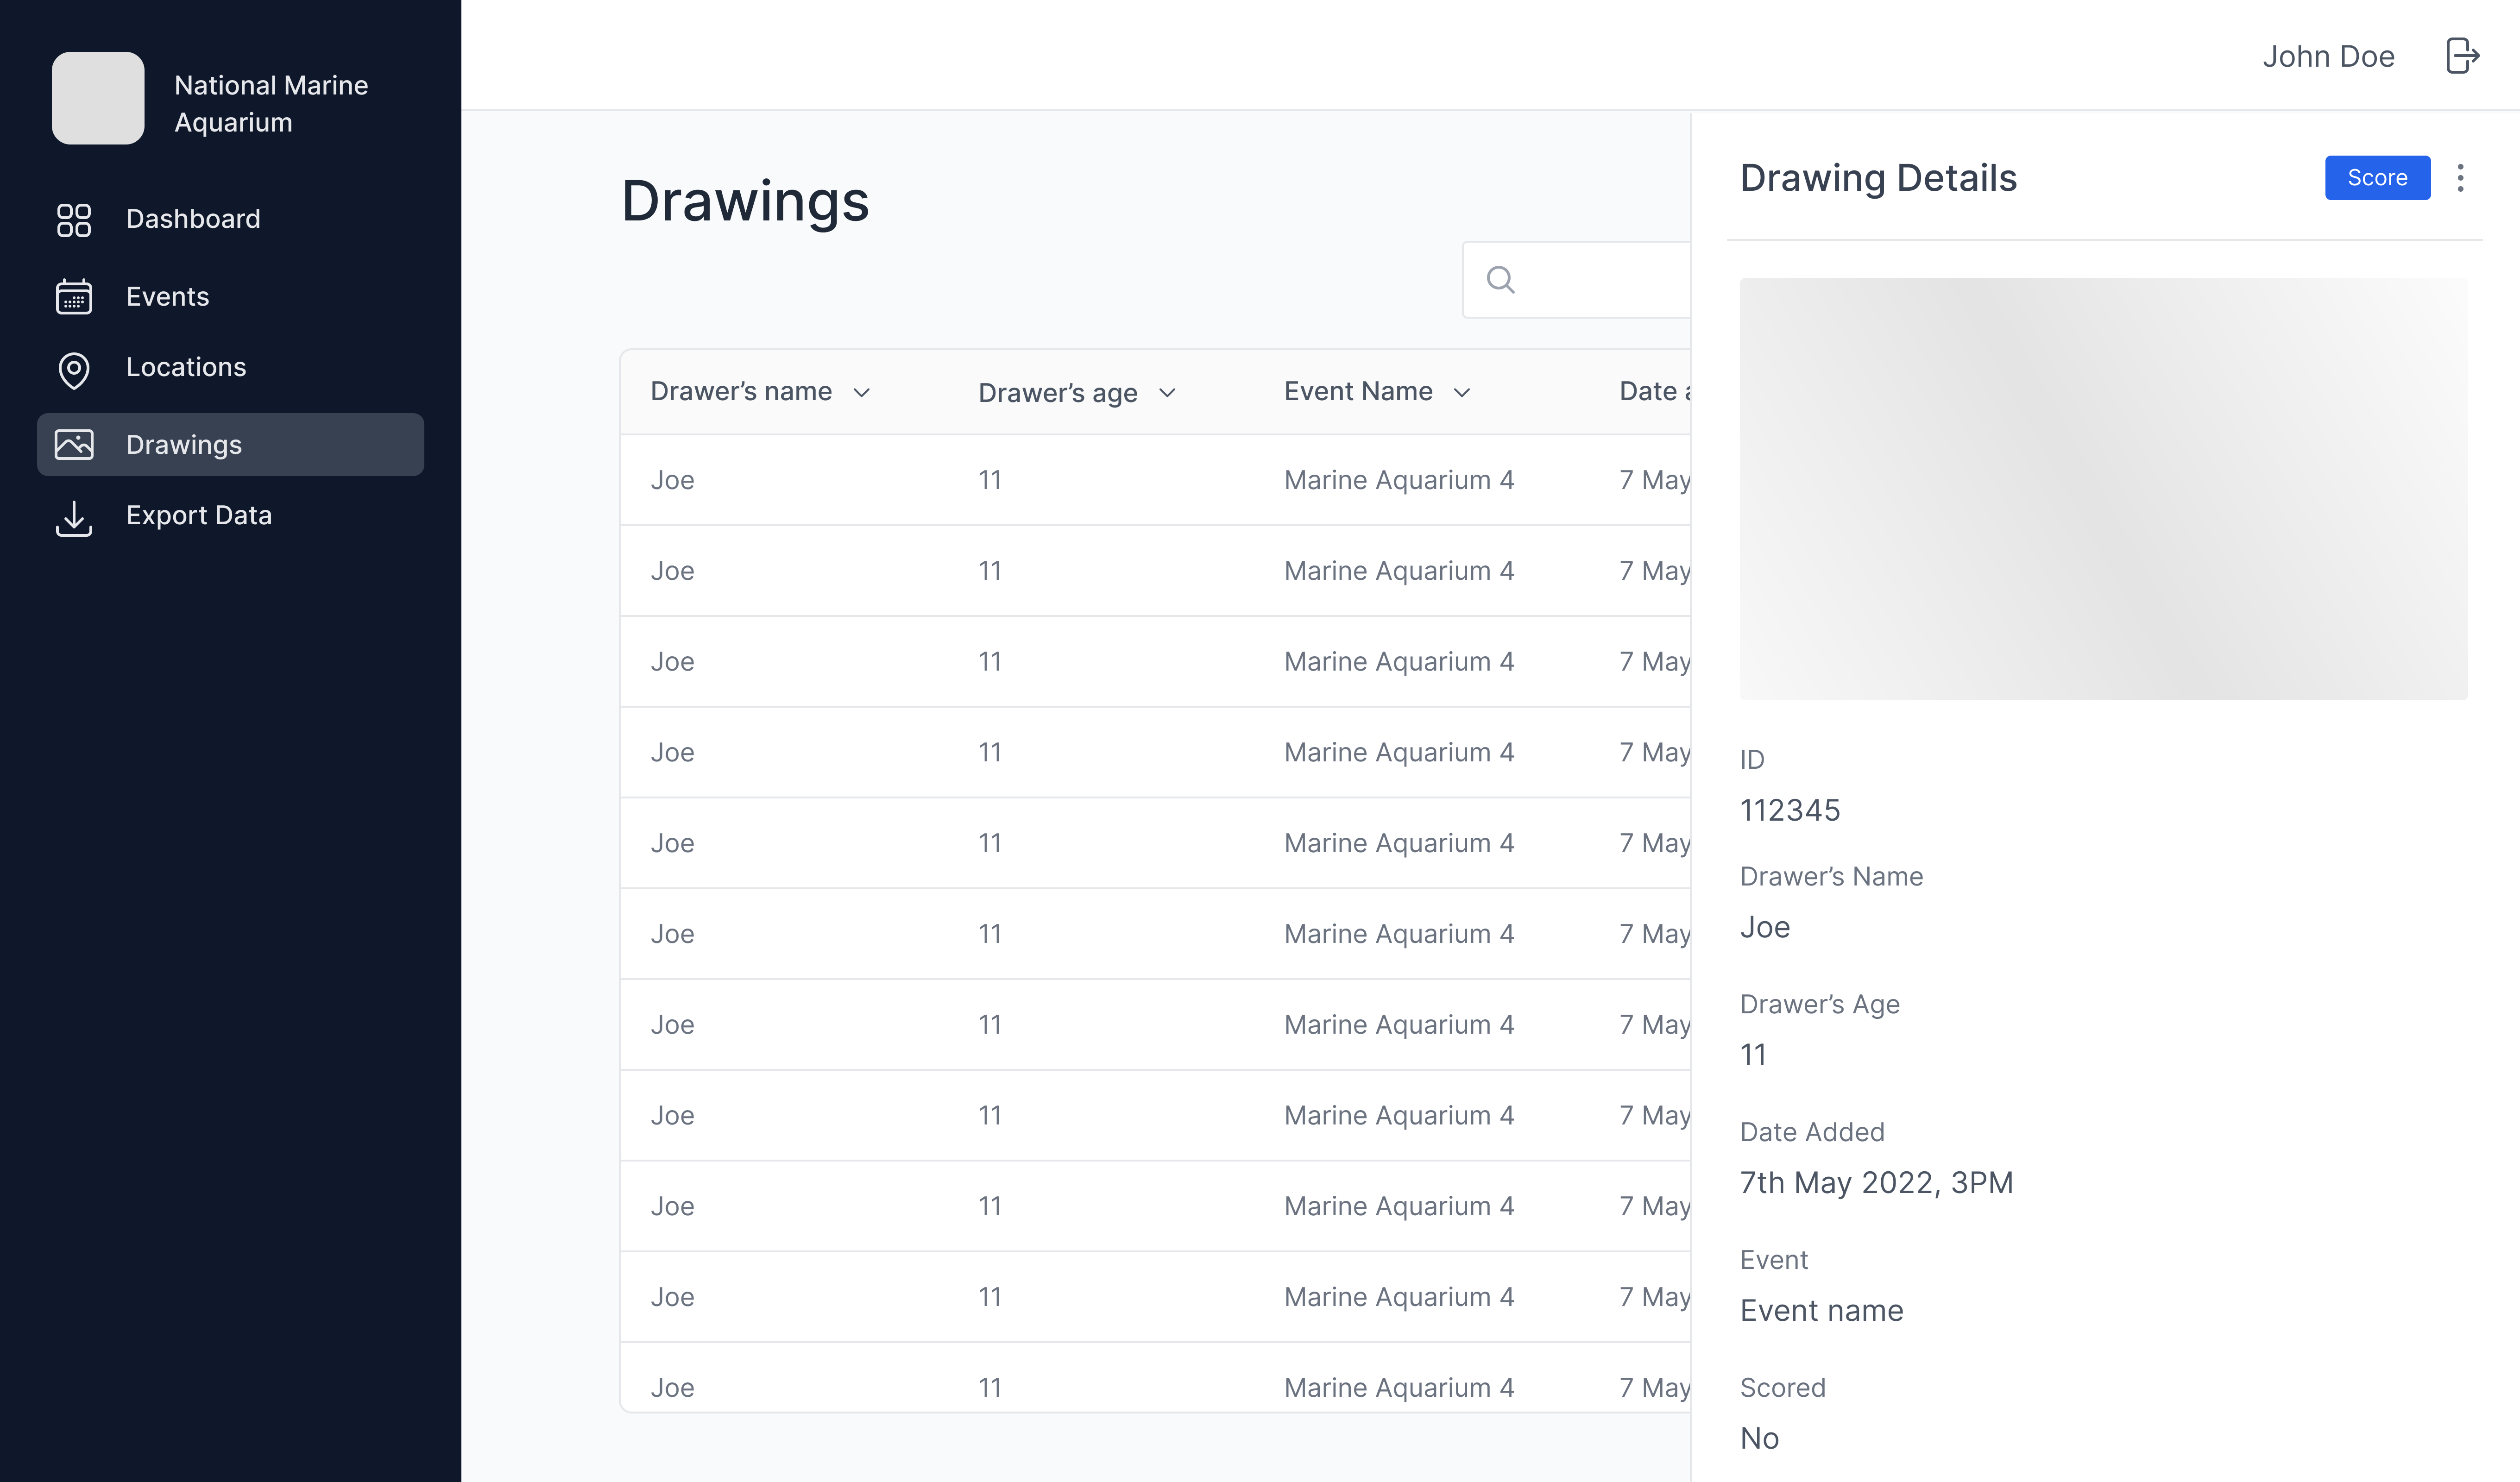 National Marine
Aquarium
Dashboard
Events
Locations
Drawings
Export Data
John Doe
Drawings
Drawer’s name
Drawer’s age
Event Name
Date
Joe 11 Marine Aquarium 4 7 May
Joe 11 Marine Aquarium 4 7 May
Joe 11 Marine Aquarium 4 7 May
Joe 11 Marine Aquarium 4 7 May
Joe 11 Marine Aquarium 4 7 May
Joe 11 Marine Aquarium 4 7 May
Joe 11 Marine Aquarium 4 7 May
Joe 11 Marine Aquarium 4 7 May
Joe 11 Marine Aquarium 4 7 May
Joe 11 Marine Aquarium 4 7 May
Joe 11 Marine Aquarium 4 7 May
Drawing Details
Score
ID
112345
Drawer’s Name
Joe
Drawer’s Age
11
Date Added
7th May 2022, 3PM
Event
Event name
Scored
No